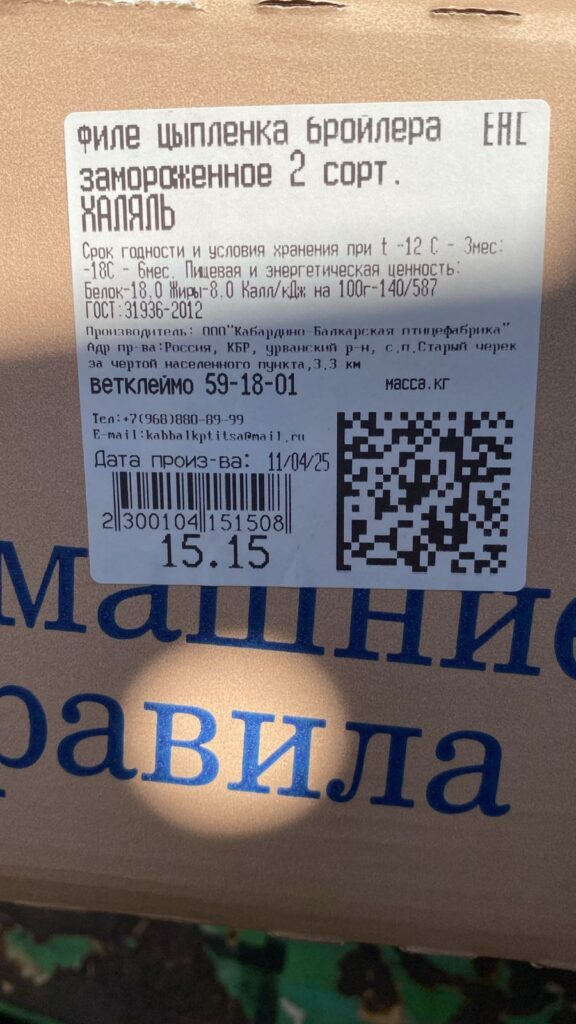 филе цыпленка бройлера ЕАС
замороженное 2 сорт.
ХАЛЯЛЬ
Срок годности и условия хранения при t -12 С - 3мес:
-18С - 6мес. Пищевая и энергетическая ценность:
Белок-18.0 Жиры-8.0 Калл/кДж на 100г-140/587
ГОСТ:31936-2012
Производитель: ООО"Кабардино-Балкарская птицефабрика"
Адр пр-ва:Россия, КБР, урванский р-н, с.п.Старый черек
за чертой населенного пункта,3.3 км
ветклеймо 59-18-01 масса.кг
Тел:+7(968)880-89-99
E-mail:kabbalkptitsa@mail.ru
Дата произ-ва: 11/04/25
2 300104 151508
15.15
машние
равила